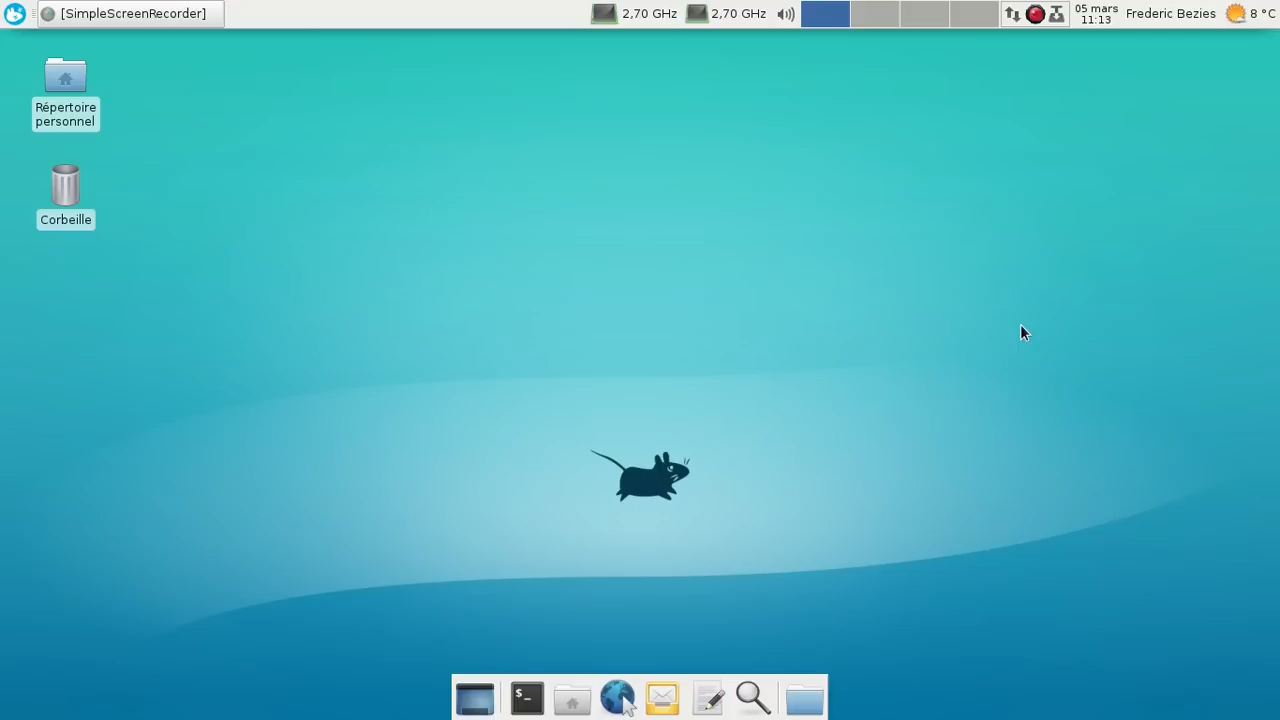 [SimpleScreenRecorder]
2,70 GHz
2,70 GHz
05 mars
11:13
Frederic Bezies
8 °C
Répertoire
personnel
Corbeille
$_